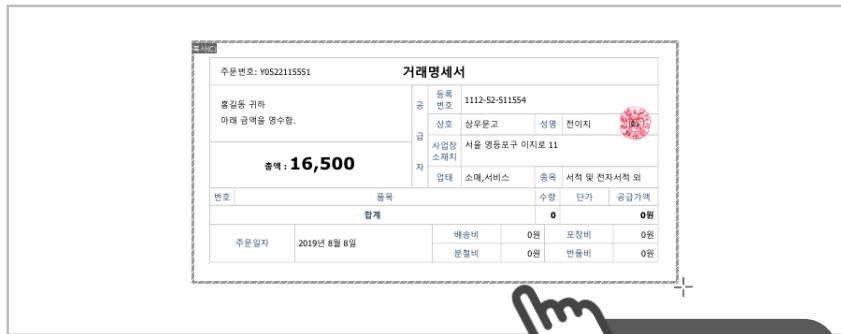 복사(C)
주문번호: Y0522115551
거래명세서
홍길동 귀하
아래 금액을 영수함.
총액 : 16,500
공급자
등록번호 1112-52-511554
상호 상우문고 성명 전이지 (인)
사업장소재지 서울 영등포구 이지로 11
업태 소매,서비스 종목 서적 및 전자서적 외
번호 품목 수량 단가 공급가액
합계 0 0원
주문일자 2019년 8월 8일
배송비 0원 포장비 0원
분철비 0원 반품비 0원